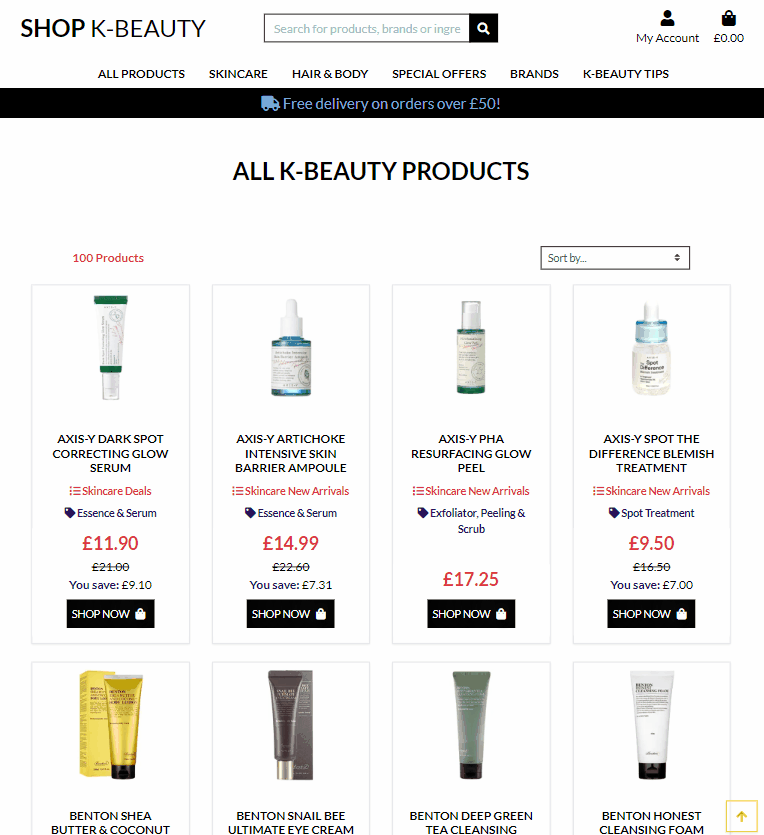 SHOP K-BEAUTY
Search for products, brands or ingre
My Account
£0.00
ALL PRODUCTS
SKINCARE
HAIR & BODY
SPECIAL OFFERS
BRANDS
K-BEAUTY TIPS
Free delivery on orders over £50!
ALL K-BEAUTY PRODUCTS
100 Products
Sort by...
AXIS-Y DARK SPOT
CORRECTING GLOW
SERUM
Skincare Deals
Essence & Serum
£11.90
£21.00
You save: £9.10
SHOP NOW
AXIS-Y ARTICHOKE
INTENSIVE SKIN
BARRIER AMPOULE
Skincare New Arrivals
Essence & Serum
£14.99
£22.60
You save: £7.31
SHOP NOW
AXIS-Y PHA
RESURFACING GLOW
PEEL
Skincare New Arrivals
Exfoliator, Peeling &
Scrub
£17.25
SHOP NOW
Spot
Difference
AXIS-Y SPOT THE
DIFFERENCE BLEMISH
TREATMENT
Skincare New Arrivals
Spot Treatment
£9.50
£16.50
You save: £7.00
SHOP NOW
BENTON SHEA
BUTTER & COCONUT
BENTON SNAIL BEE
ULTIMATE EYE CREAM
BENTON DEEP GREEN
TEA CLEANSING
BENTON HONEST
CLEANSING FOAM